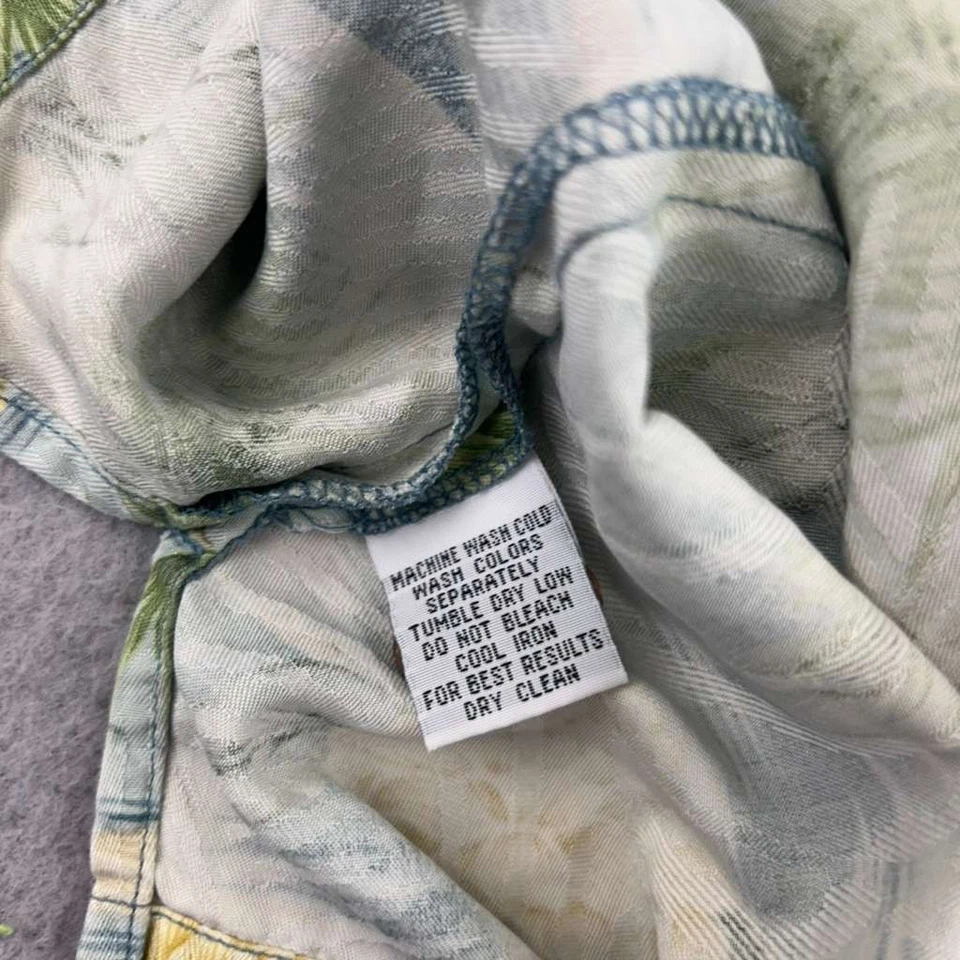 MACHINE WASH COLD
WASH COLORS
SEPARATELY
TUMBLE DRY LOW
DO NOT BLEACH
COOL IRON
FOR BEST RESULTS
DRY CLEAN